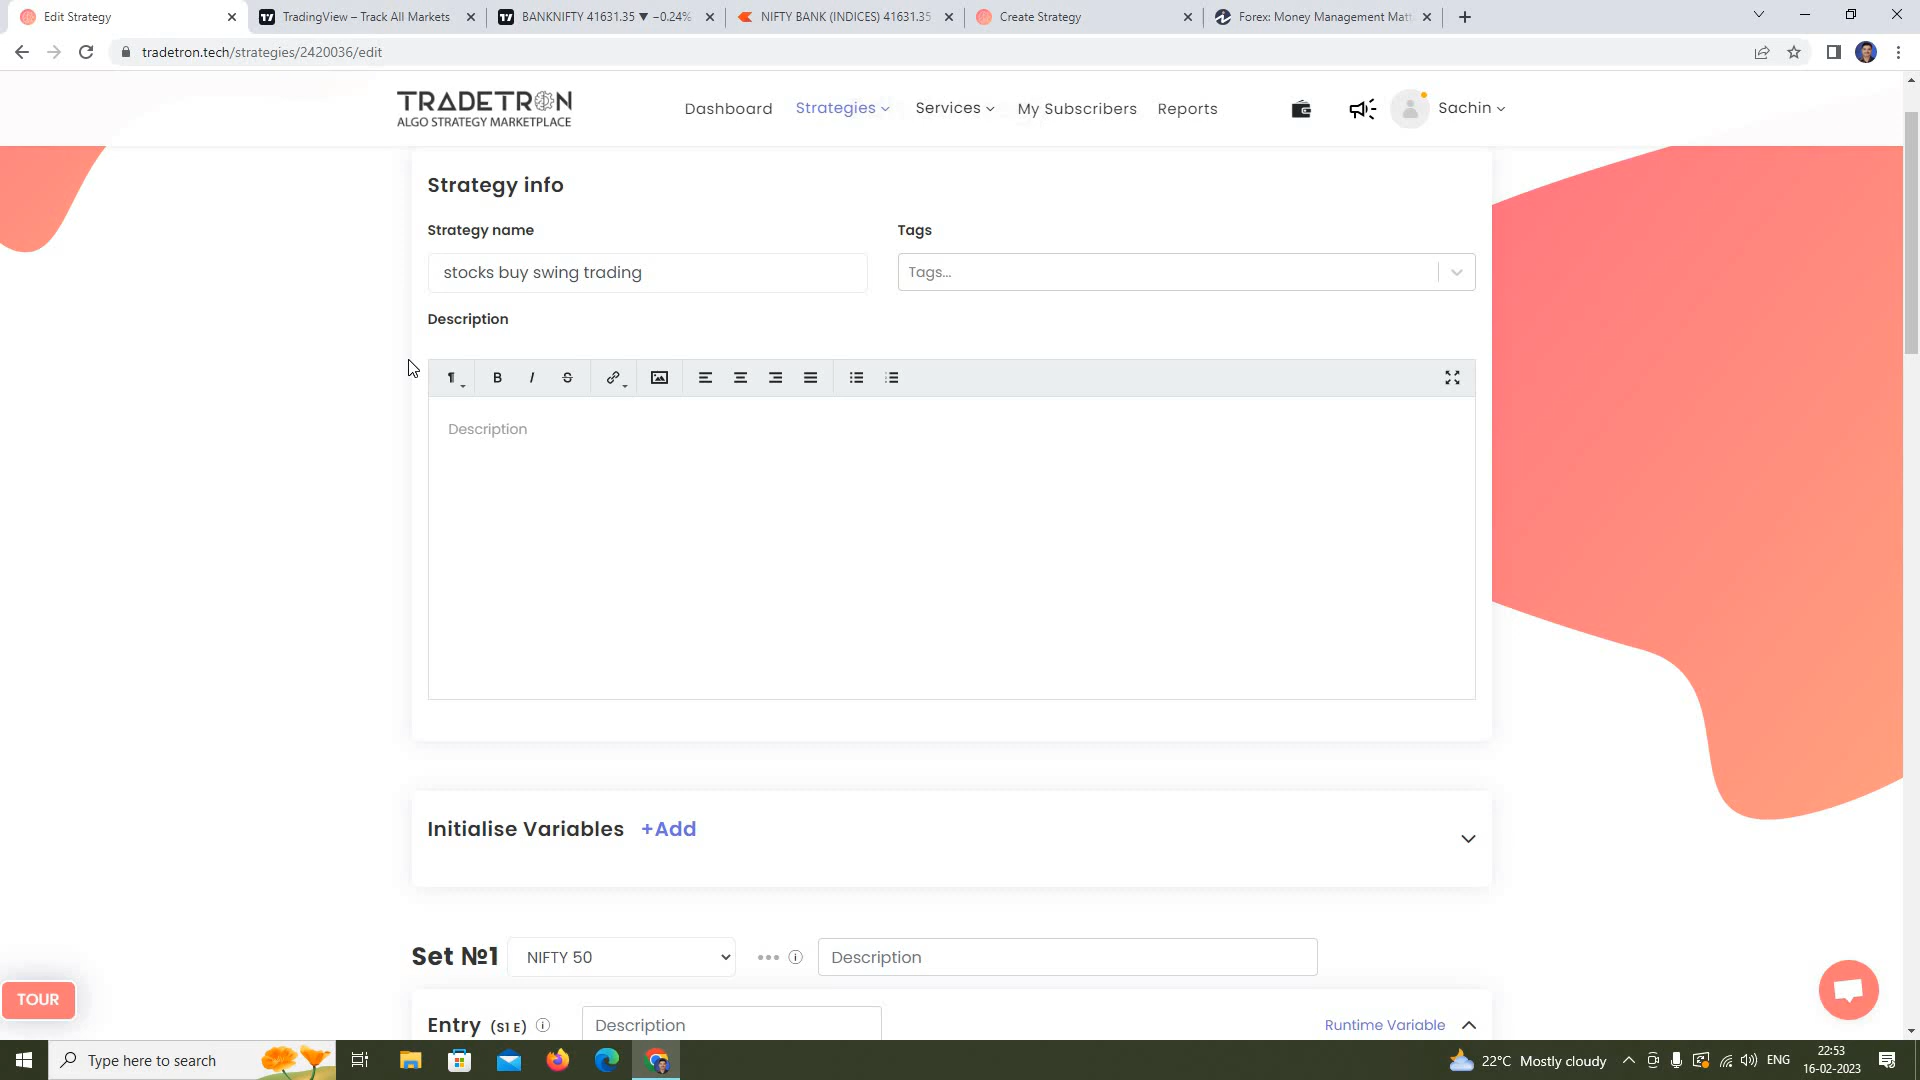 Edit Strategy
TradingView – Track All Markets
BANKNIFTY 41631.35 ▼ −0.24%
NIFTY BANK (INDICES) 41631.35
Create Strategy
Forex: Money Management Matt
tradetron.tech/strategies/2420036/edit
TRADETRON
ALGO STRATEGY MARKETPLACE
Dashboard
Strategies
Services
My Subscribers
Reports
Sachin
Strategy info
Strategy name
Tags
stocks buy swing trading
Tags...
Description
Description
Initialise Variables +Add
Set №1
NIFTY 50
Description
TOUR
Entry (S1 E)
Description
Runtime Variable
Type here to search
22°C Mostly cloudy
ENG
22:53
16-02-2023